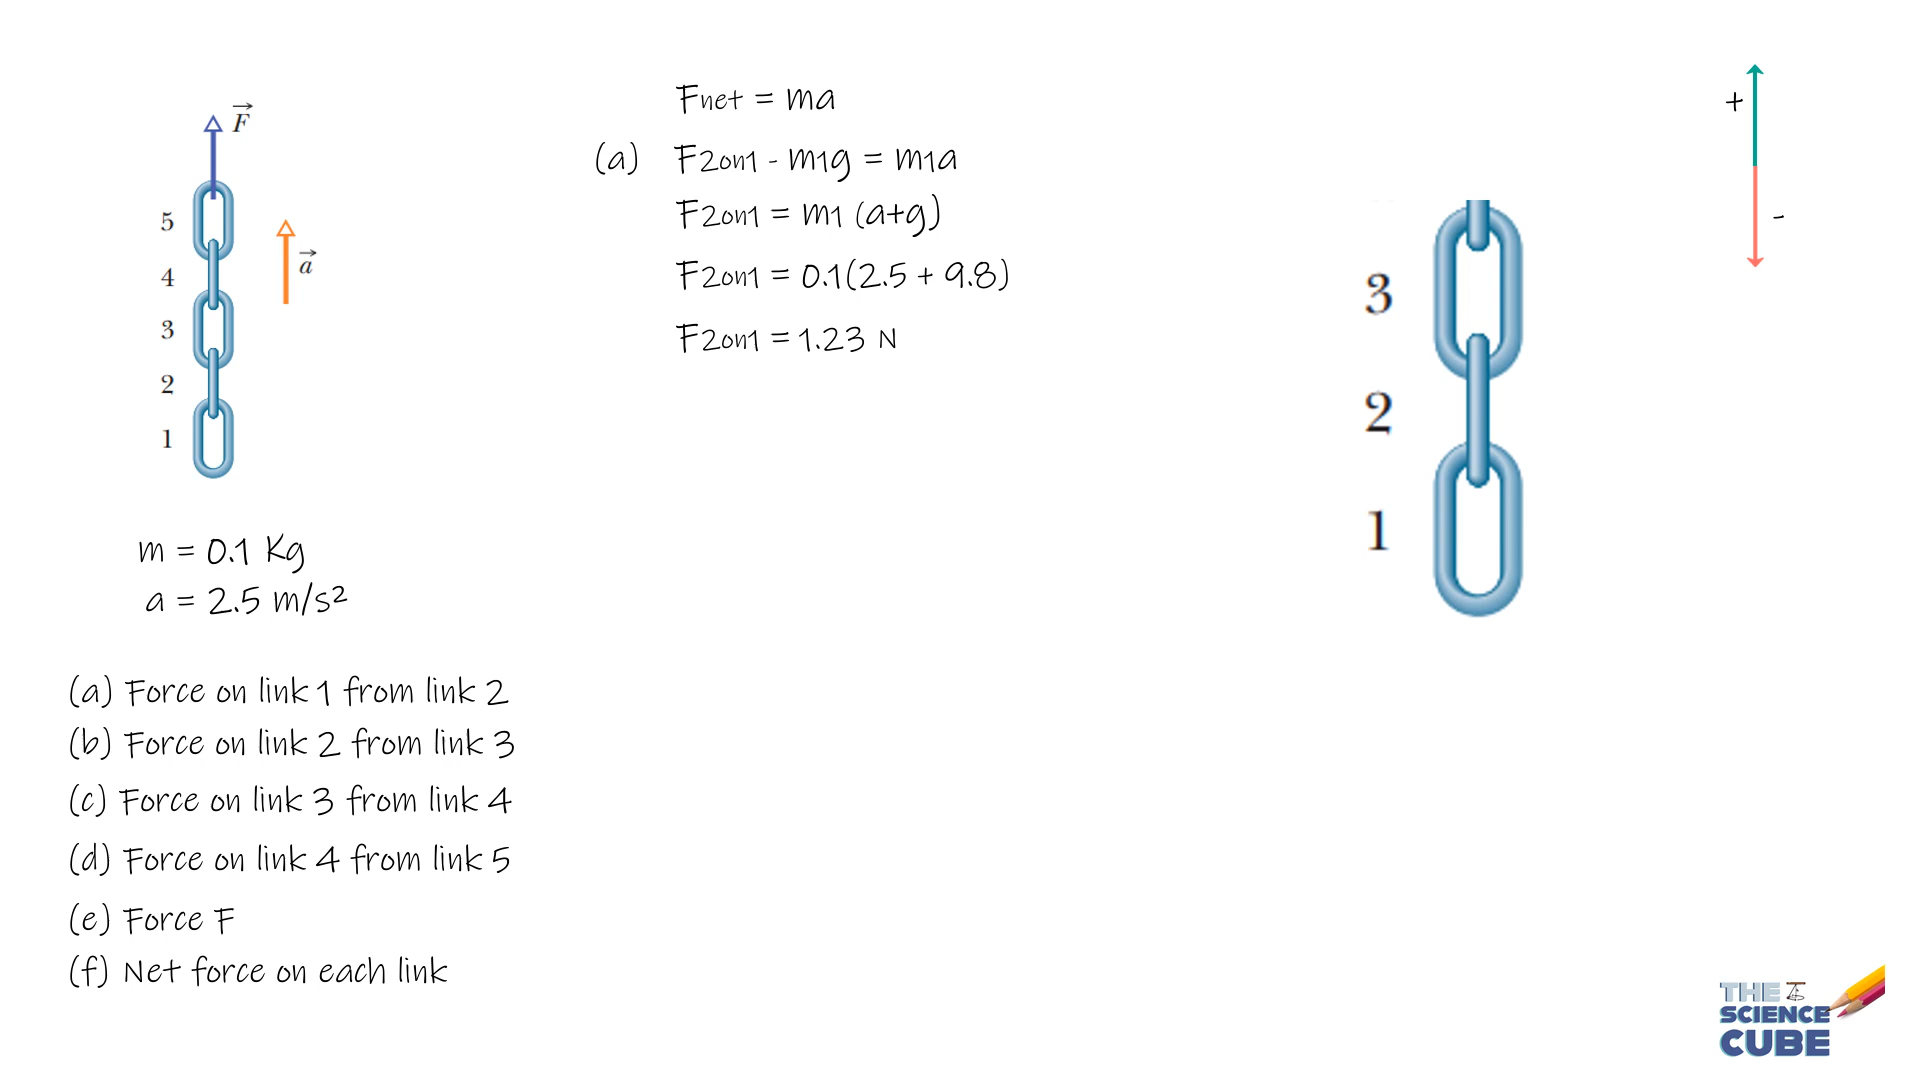 F
5
4
a
3
2
1
m = 0.1 Kg
a = 2.5 m/s²
(a) Force on link 1 from link 2
(b) Force on link 2 from link 3
(c) Force on link 3 from link 4
(d) Force on link 4 from link 5
(e) Force F
(f) Net force on each link
Fnet = ma
(a) F2on1 - m1g = m1a
F2on1 = m1 (a+g)
F2on1 = 0.1(2.5 + 9.8)
F2on1 = 1.23 N
3
2
1
+
-
THE
SCIENCE
CUBE